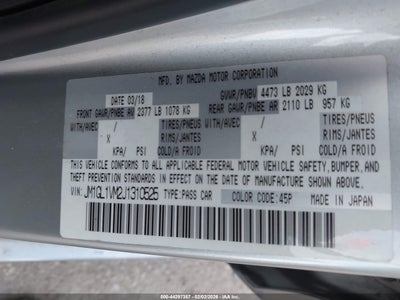 MFD. BY MAZDA MOTOR CORPORATION
DATE 03/18 GVWR/PNBV 4473 LB 2029 KG
FRONT GAWR/PNBE AV 2377 LB 1078 KG REAR GAWR/PNBE AR 2110 LB 957 KG
WITH/AVEC / TIRES/PNEUS WITH/AVEC / TIRES/PNEUS
X RIMS/JANTES X RIMS/JANTES
KPA/ PSI COLD/A FROID KPA/ PSI COLD/A FROID
THIS VEHICLE CONFORMS TO ALL APPLICABLE FEDERAL MOTOR VEHICLE SAFETY, BUMPER, AND
THEFT PREVENTION STANDARDS IN EFFECT ON THE DATE OF MANUFACTURE SHOWN ABOVE.
VIN: JM1GL1VM2J1310525 TYPE:PASS CAR COLOR CODE:45P MADE IN JAPAN